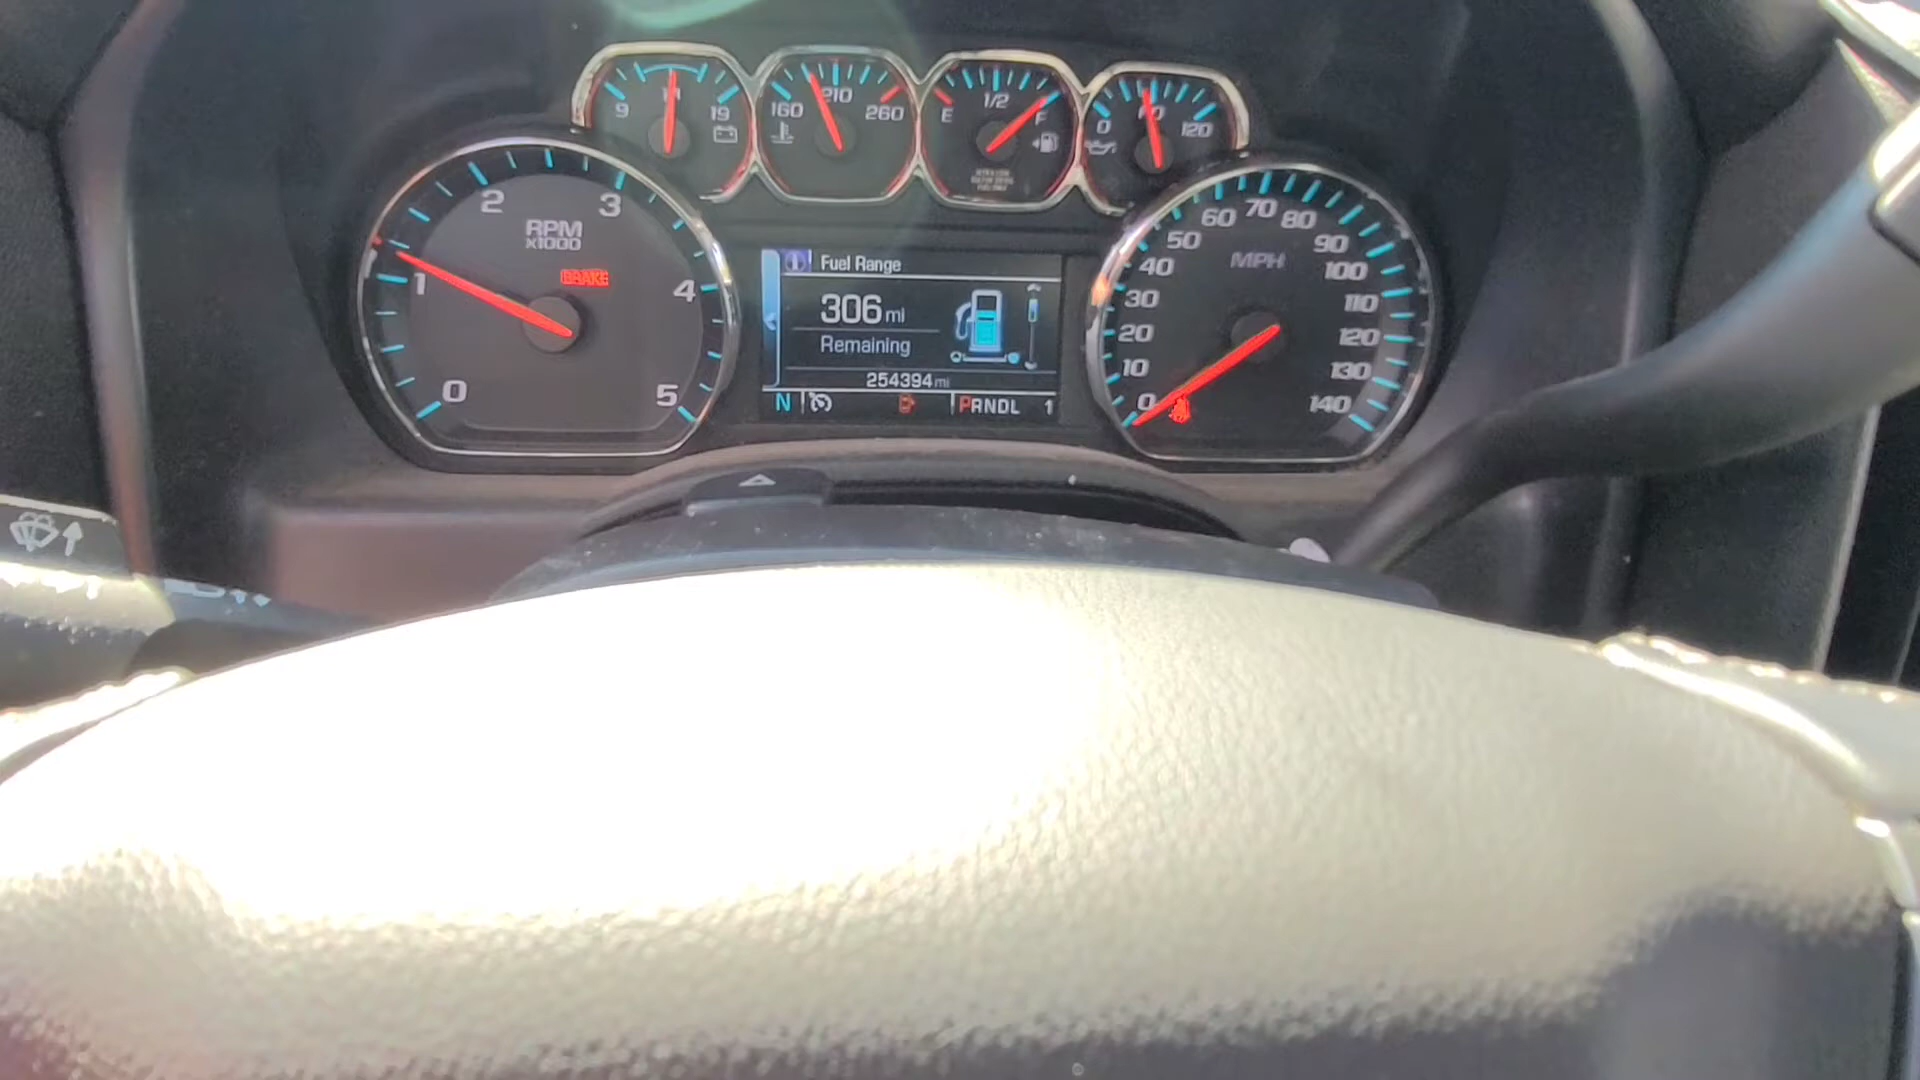 9 19
160 210 260
E 1/2 F
0 120
0 1 2 3 4 5
RPM
X1000
BRAKE
Fuel Range
306 mi
Remaining
254394 mi
N PRNDL 1
0 10 20 30 40 50 60 70 80 90 100 110 120 130 140
MPH